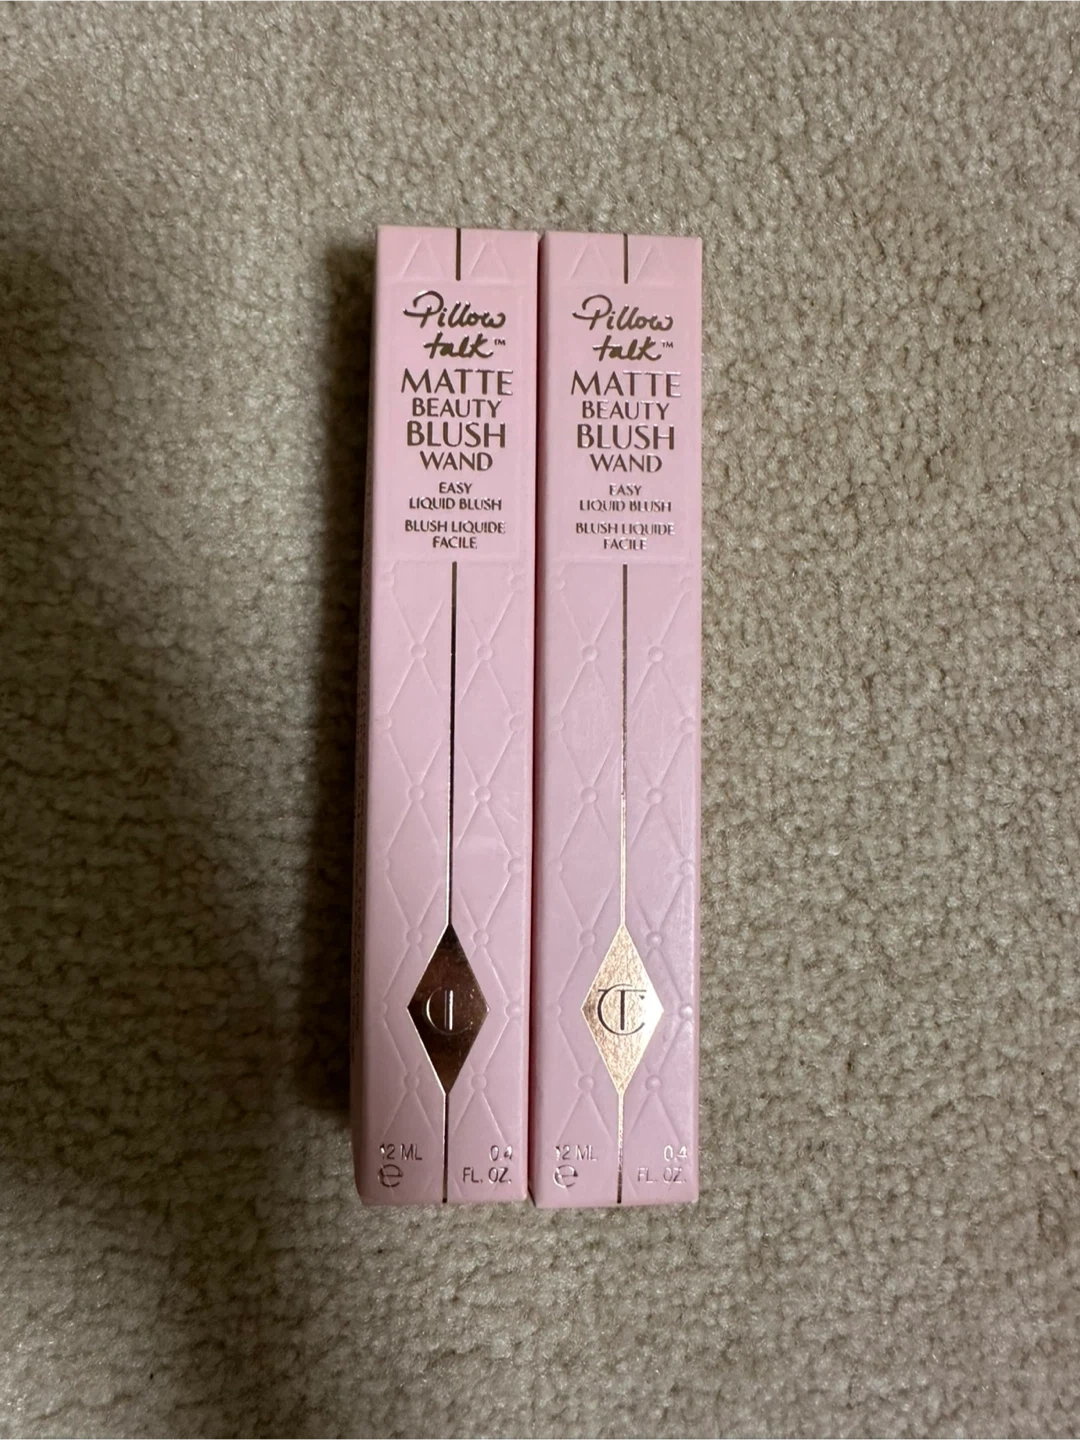 Pillow
talk™
MATTE
BEAUTY
BLUSH
WAND
EASY
LIQUID BLUSH
BLUSH LIQUIDE
FACILE
CT
12 ML
℮
0.4
FL. OZ.
Pillow
talk™
MATTE
BEAUTY
BLUSH
WAND
EASY
LIQUID BLUSH
BLUSH LIQUIDE
FACILE
CT
12 ML
℮
0.4
FL. OZ.